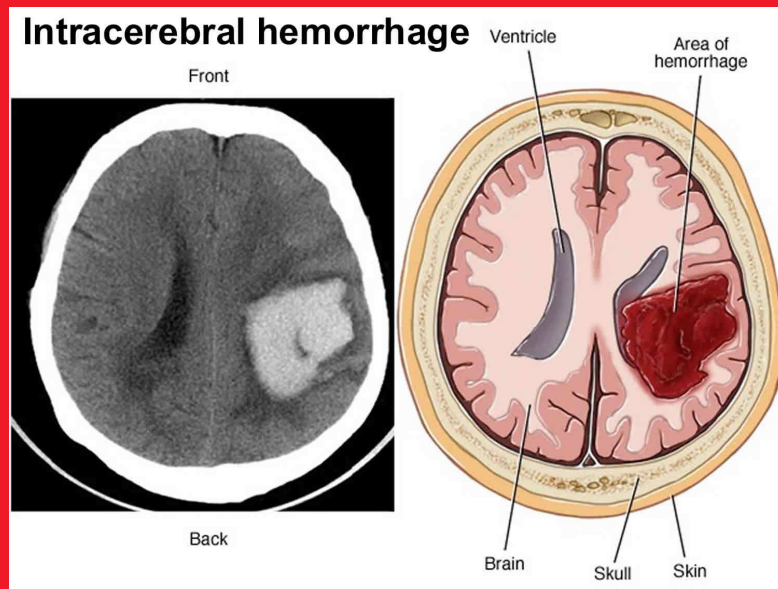 Intracerebral hemorrhage
Front
Ventricle
Area of
hemorrhage
Back
Brain
Skull
Skin